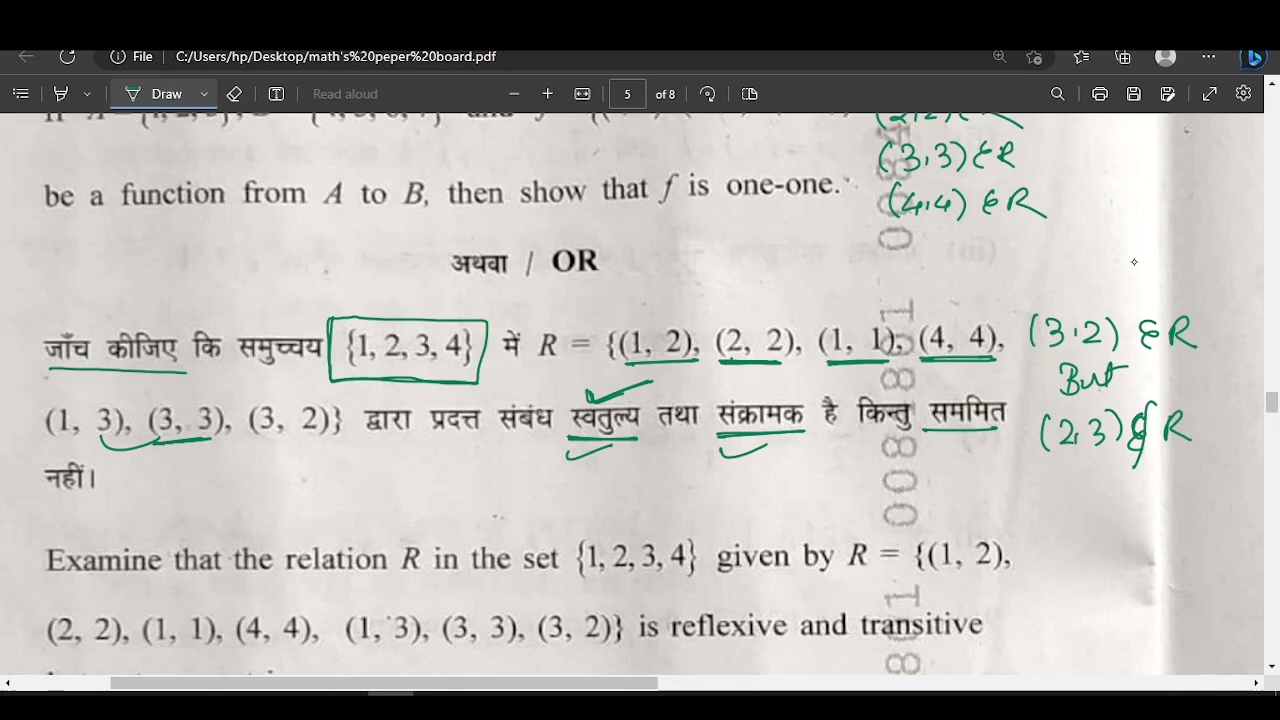 File C:/Users/hp/Desktop/math's%20peper%20board.pdf
Draw Read aloud 5 of 8
(3,3) ∈ R
be a function from A to B, then show that f is one-one.
(4,4) ∈ R
अथवा / OR
जाँच कीजिए कि समुच्चय {1, 2, 3, 4} में R = {(1, 2), (2, 2), (1, 1), (4, 4),
(3,2) ∈ R
But
(1, 3), (3, 3), (3, 2)} द्वारा प्रदत्त संबंध स्वतुल्य तथा संक्रामक है किन्तु सममित
(2,3) ∉ R
नहीं।
Examine that the relation R in the set {1, 2, 3, 4} given by R = {(1, 2),
(2, 2), (1, 1), (4, 4), (1, 3), (3, 3), (3, 2)} is reflexive and transitive